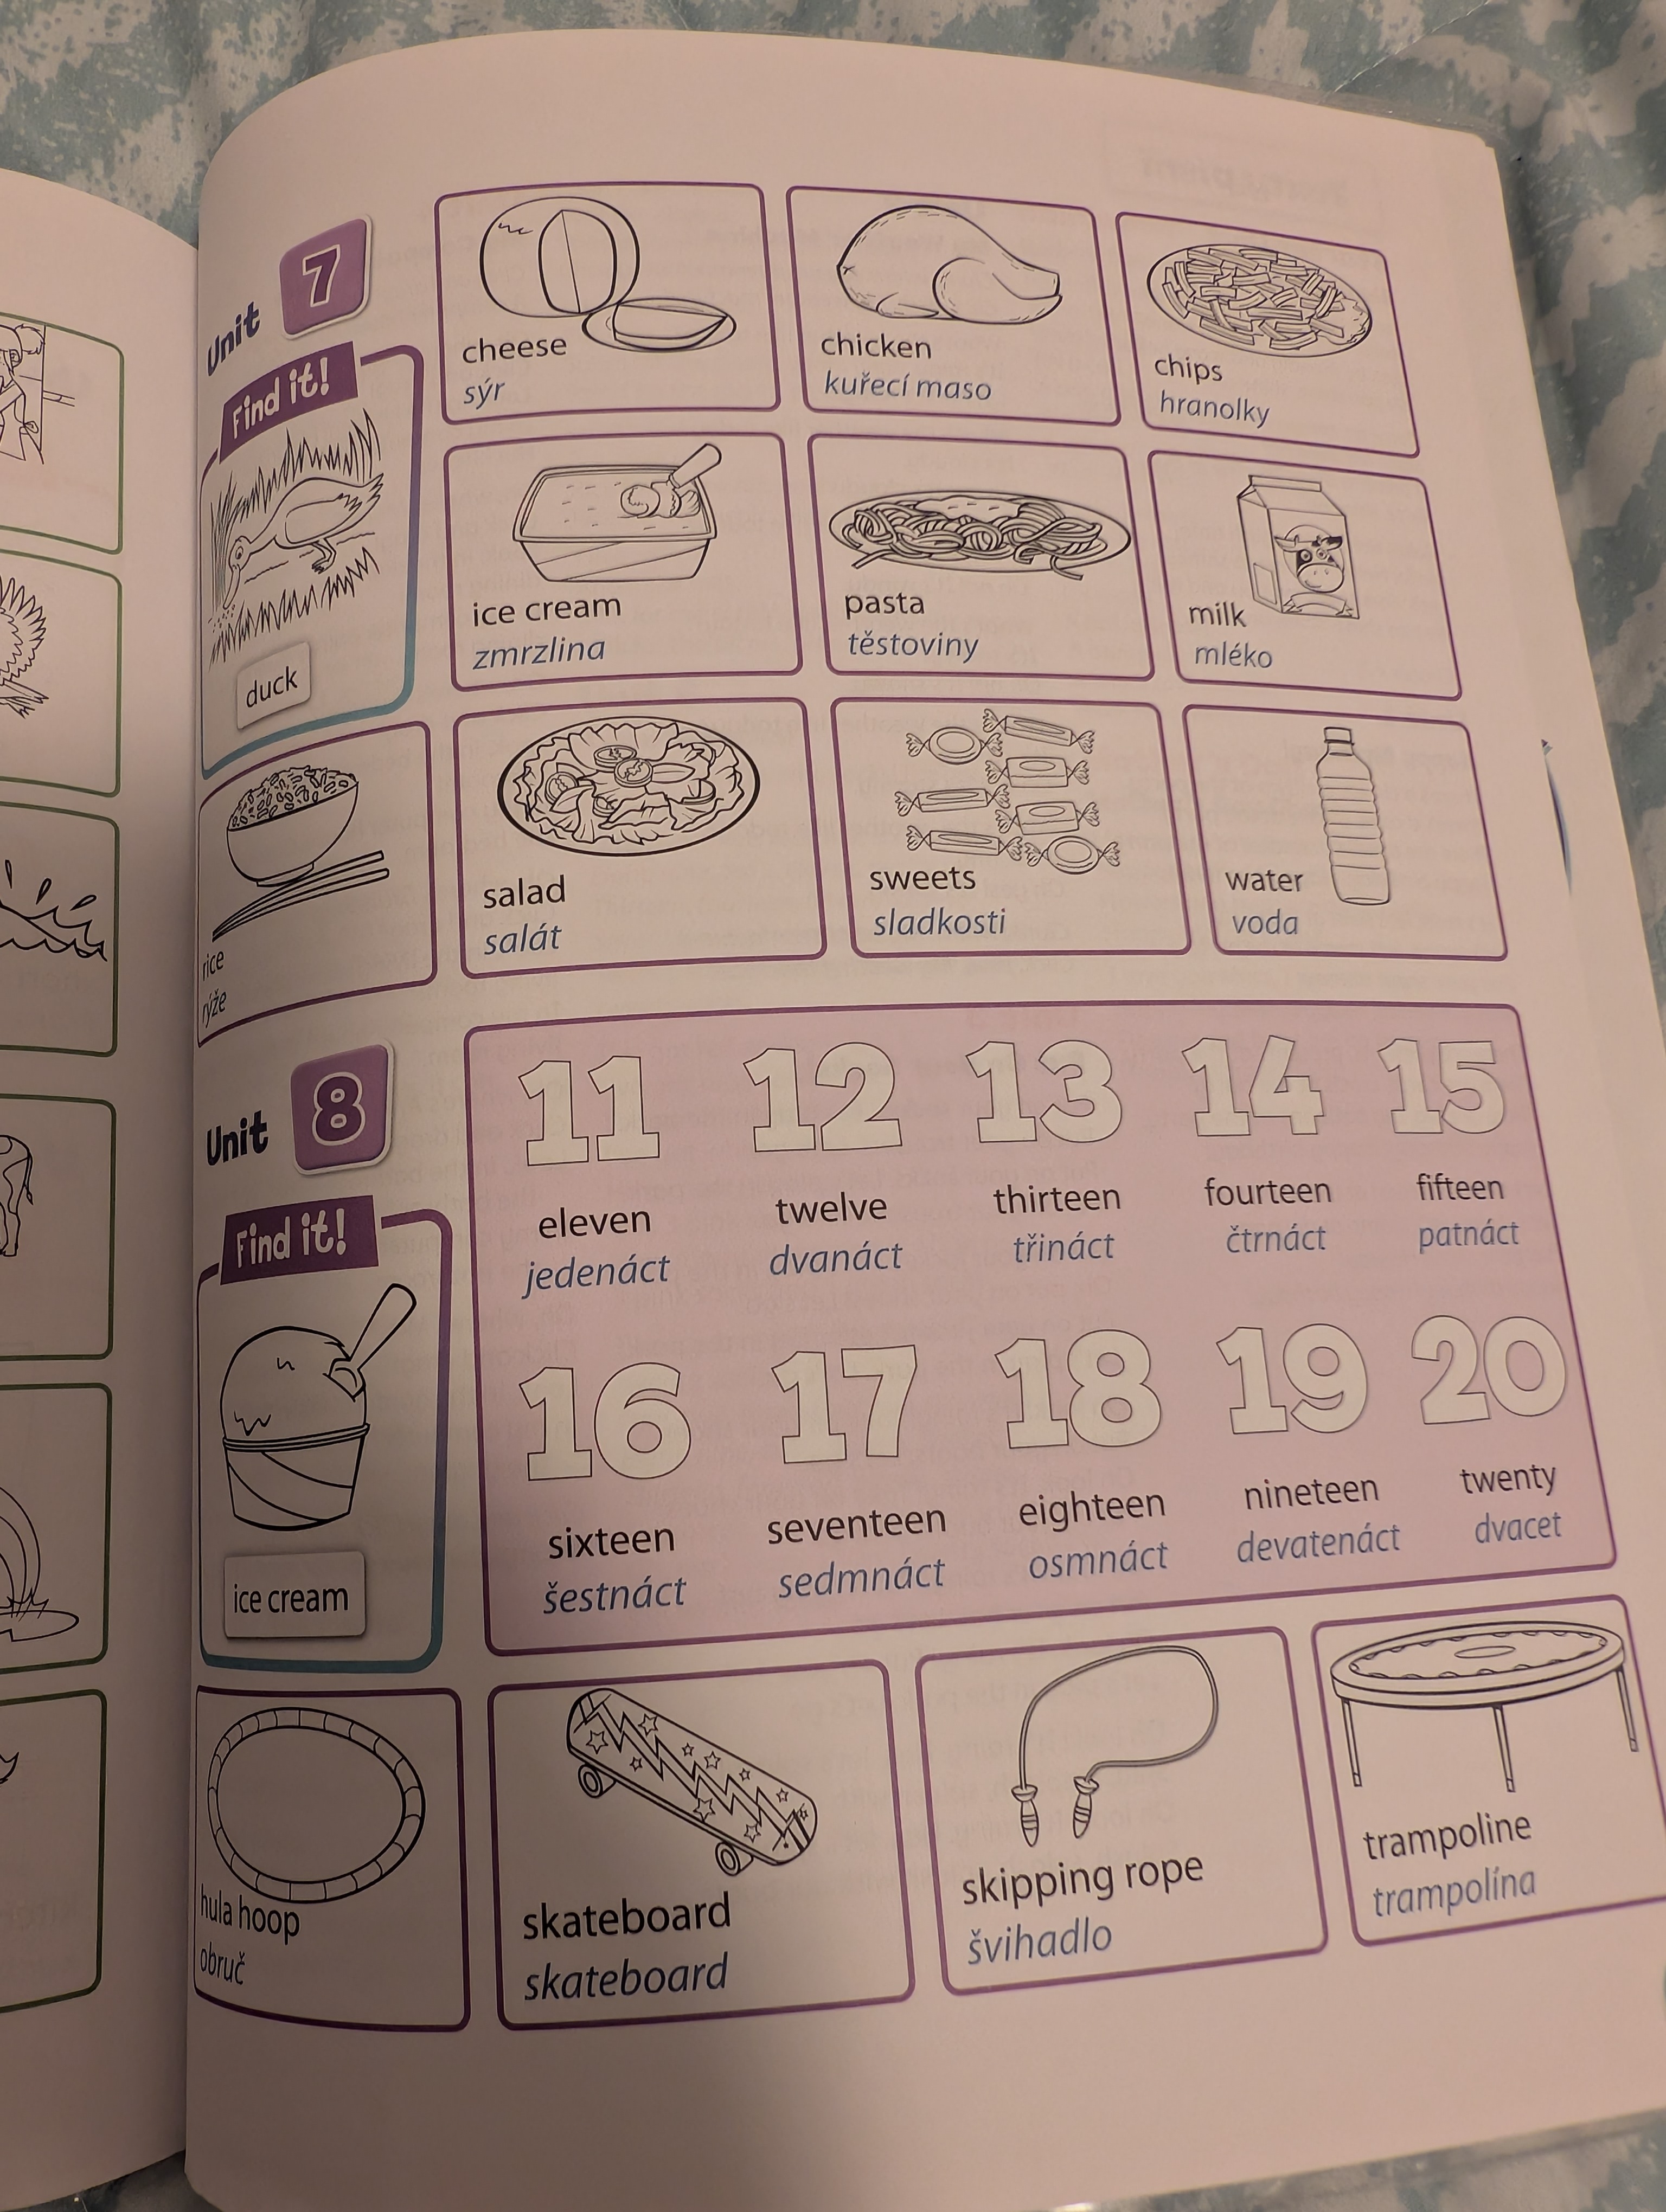 Unit 7
Find it!
duck
cheese
sýr
chicken
kuřecí maso
chips
hranolky
ice cream
zmrzlina
pasta
těstoviny
milk
mléko
rice
rýže
salad
salát
sweets
sladkosti
water
voda
Unit 8
Find it!
ice cream
11 12 13 14 15
eleven twelve thirteen fourteen fifteen
jedenáct dvanáct třináct čtrnáct patnáct
16 17 18 19 20
sixteen seventeen eighteen nineteen twenty
šestnáct sedmnáct osmnáct devatenáct dvacet
hula hoop
obruč
skateboard
skateboard
skipping rope
švihadlo
trampoline
trampolína